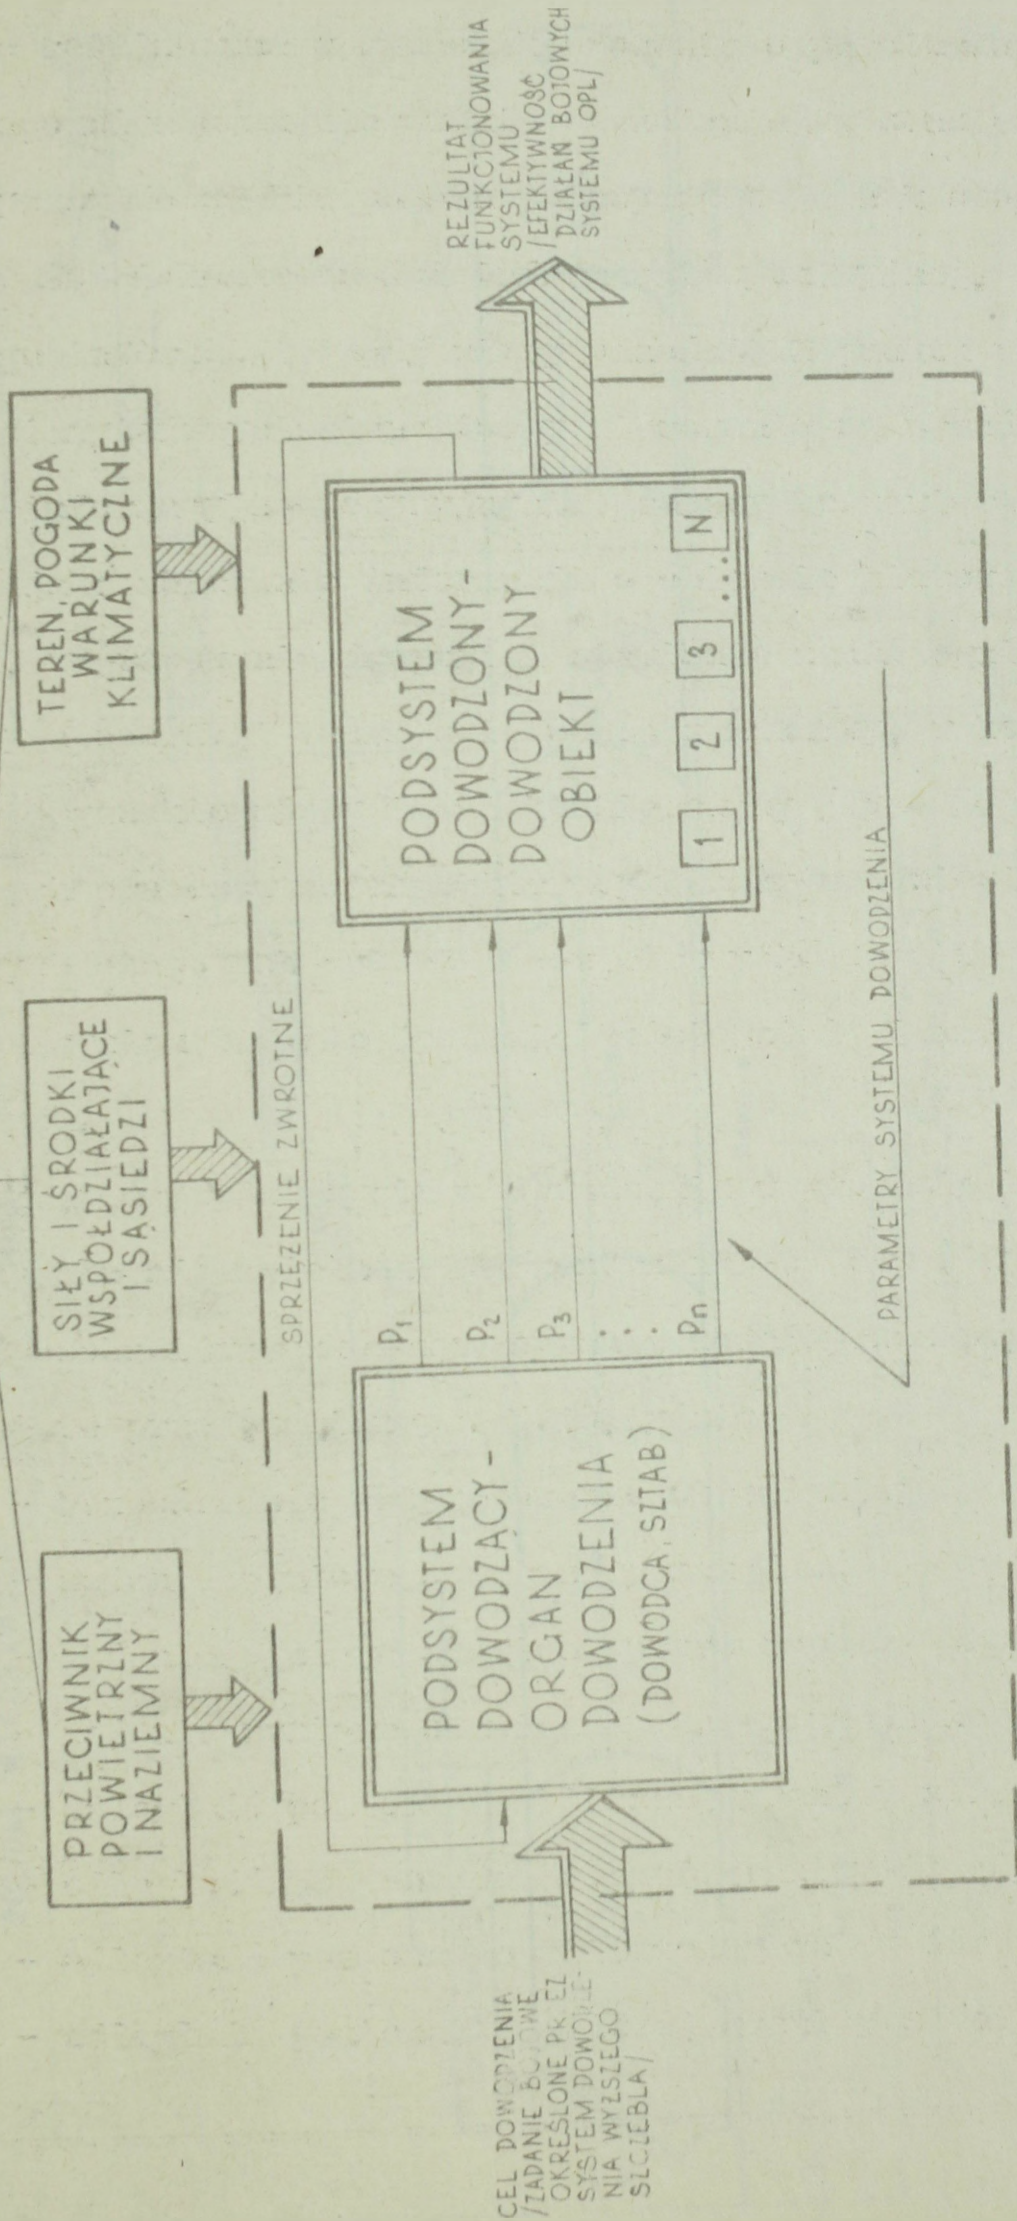 PRZECIWNIK
POWIETRZNY
I NAZIEMNY
SIŁY I ŚRODKI
WSPÓŁDZIAŁAJĄCE
I SĄSIEDZI
TEREN, POGODA
WARUNKI
KLIMATYCZNE
SPRZĘŻENIE ZWROTNE
CEL DOWODZENIA
/ZADANIE BOJOWE
OKREŚLONE PRZEZ
SYSTEM DOWODZE-
NIA WYŻSZEGO
SZCZEBLA/
PODSYSTEM
DOWODZĄCY-
ORGAN
DOWODZENIA
(DOWODCA, SZTAB)
P1
P2
P3
...
Pn
PODSYSTEM
DOWODZONY-
DOWODZONY
OBIEKT
1 2 3 ... N
REZULTAT
FUNKCJONOWANIA
SYSTEMU
/EFEKTYWNOŚĆ
DZIAŁAŃ BOJOWYCH
SYSTEMU OPL/
PARAMETRY SYSTEMU DOWODZENIA